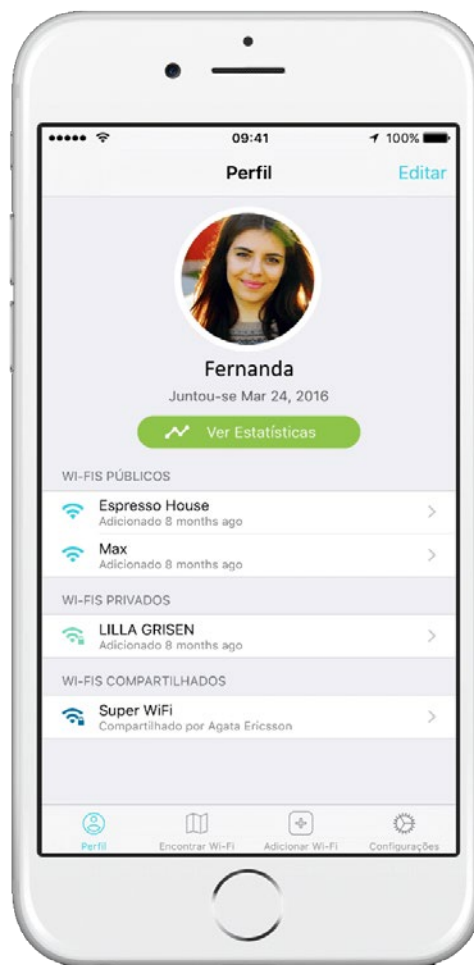 09:41
100%
Perfil
Editar
Fernanda
Juntou-se Mar 24, 2016
Ver Estatísticas
WI-FIS PÚBLICOS
Espresso House
Adicionado 8 months ago
Max
Adicionado 8 months ago
WI-FIS PRIVADOS
LILLA GRISEN
Adicionado 8 months ago
WI-FIS COMPARTILHADOS
Super WiFi
Compartilhado por Agata Ericsson
Perfil
Encontrar Wi-Fi
Adicionar Wi-Fi
Configurações